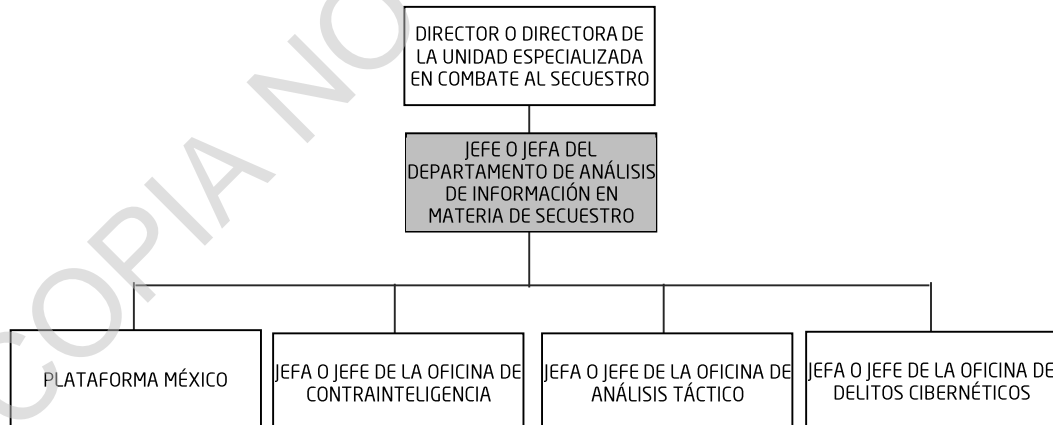 DIRECTOR O DIRECTORA DE
LA UNIDAD ESPECIALIZADA
EN COMBATE AL SECUESTRO
JEFE O JEFA DEL
DEPARTAMENTO DE ANÁLISIS
DE INFORMACIÓN EN
MATERIA DE SECUESTRO
PLATAFORMA MÉXICO
JEFA O JEFE DE LA OFICINA DE
CONTRAINTELIGENCIA
JEFA O JEFE DE LA OFICINA DE
ANÁLISIS TÁCTICO
JEFA O JEFE DE LA OFICINA DE
DELITOS CIBERNÉTICOS
COPIA NO